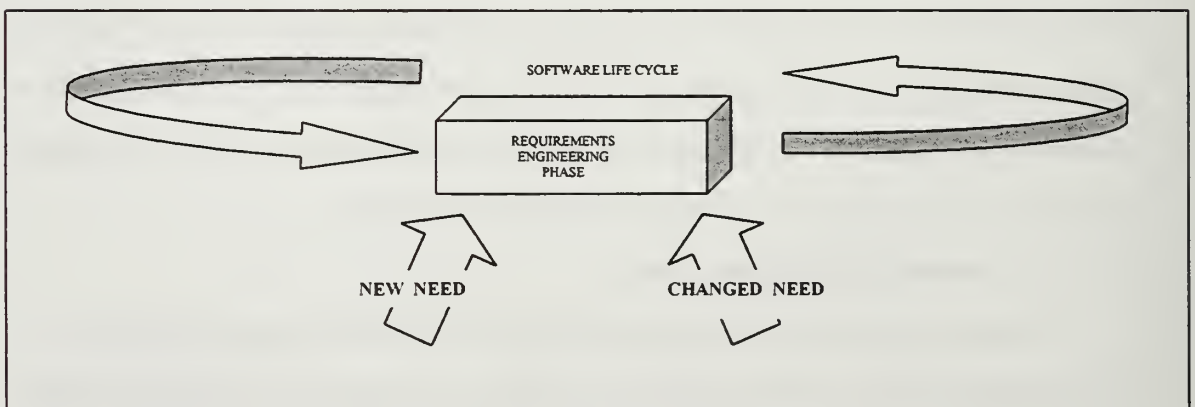 SOFTWARE LIFE CYCLE
REQUIREMENTS
ENGINEERING
PHASE
NEW NEED
CHANGED NEED